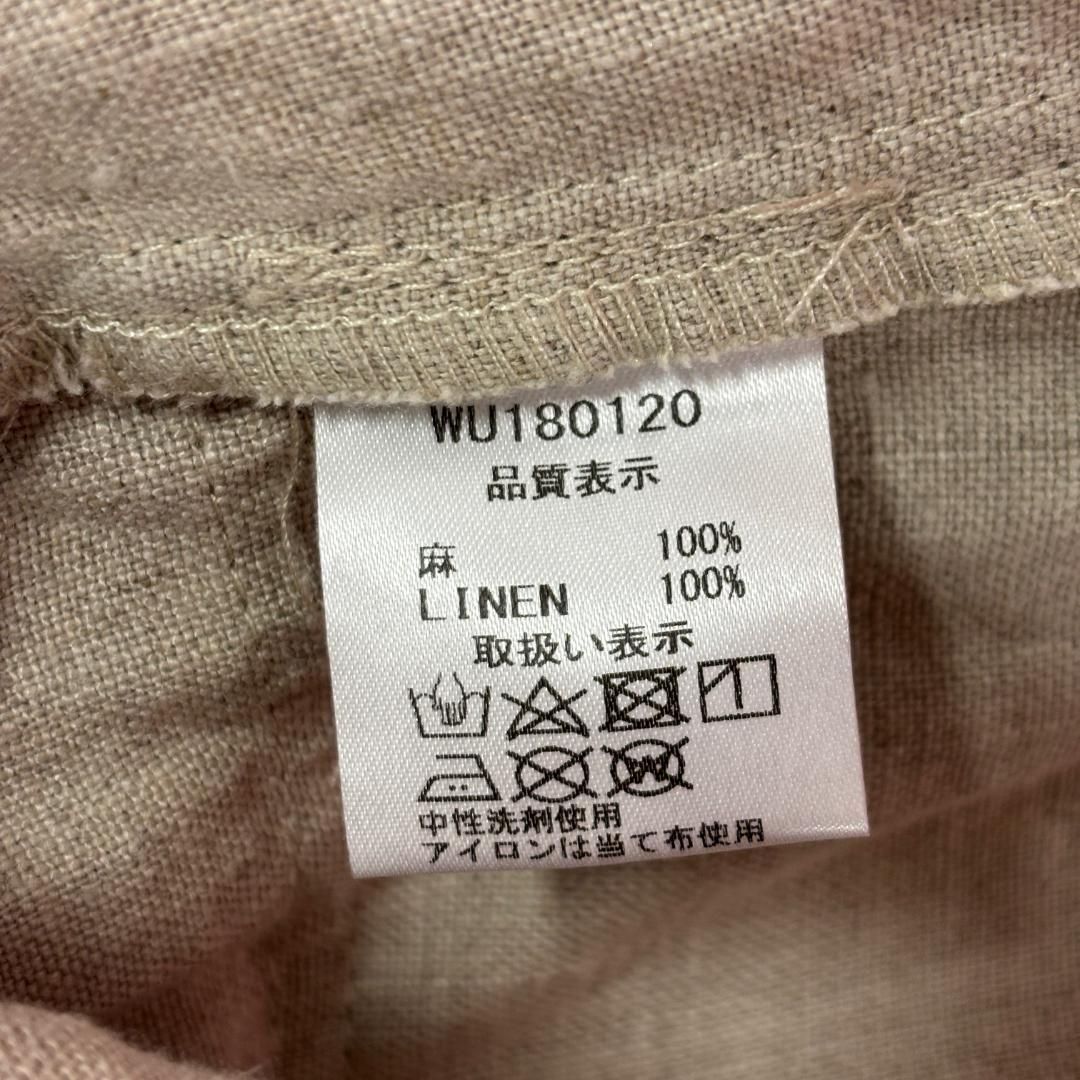 WU180120
品質表示
麻 100%
LINEN 100%
取扱い表示
W
中性洗剤使用
アイロンは当て布使用